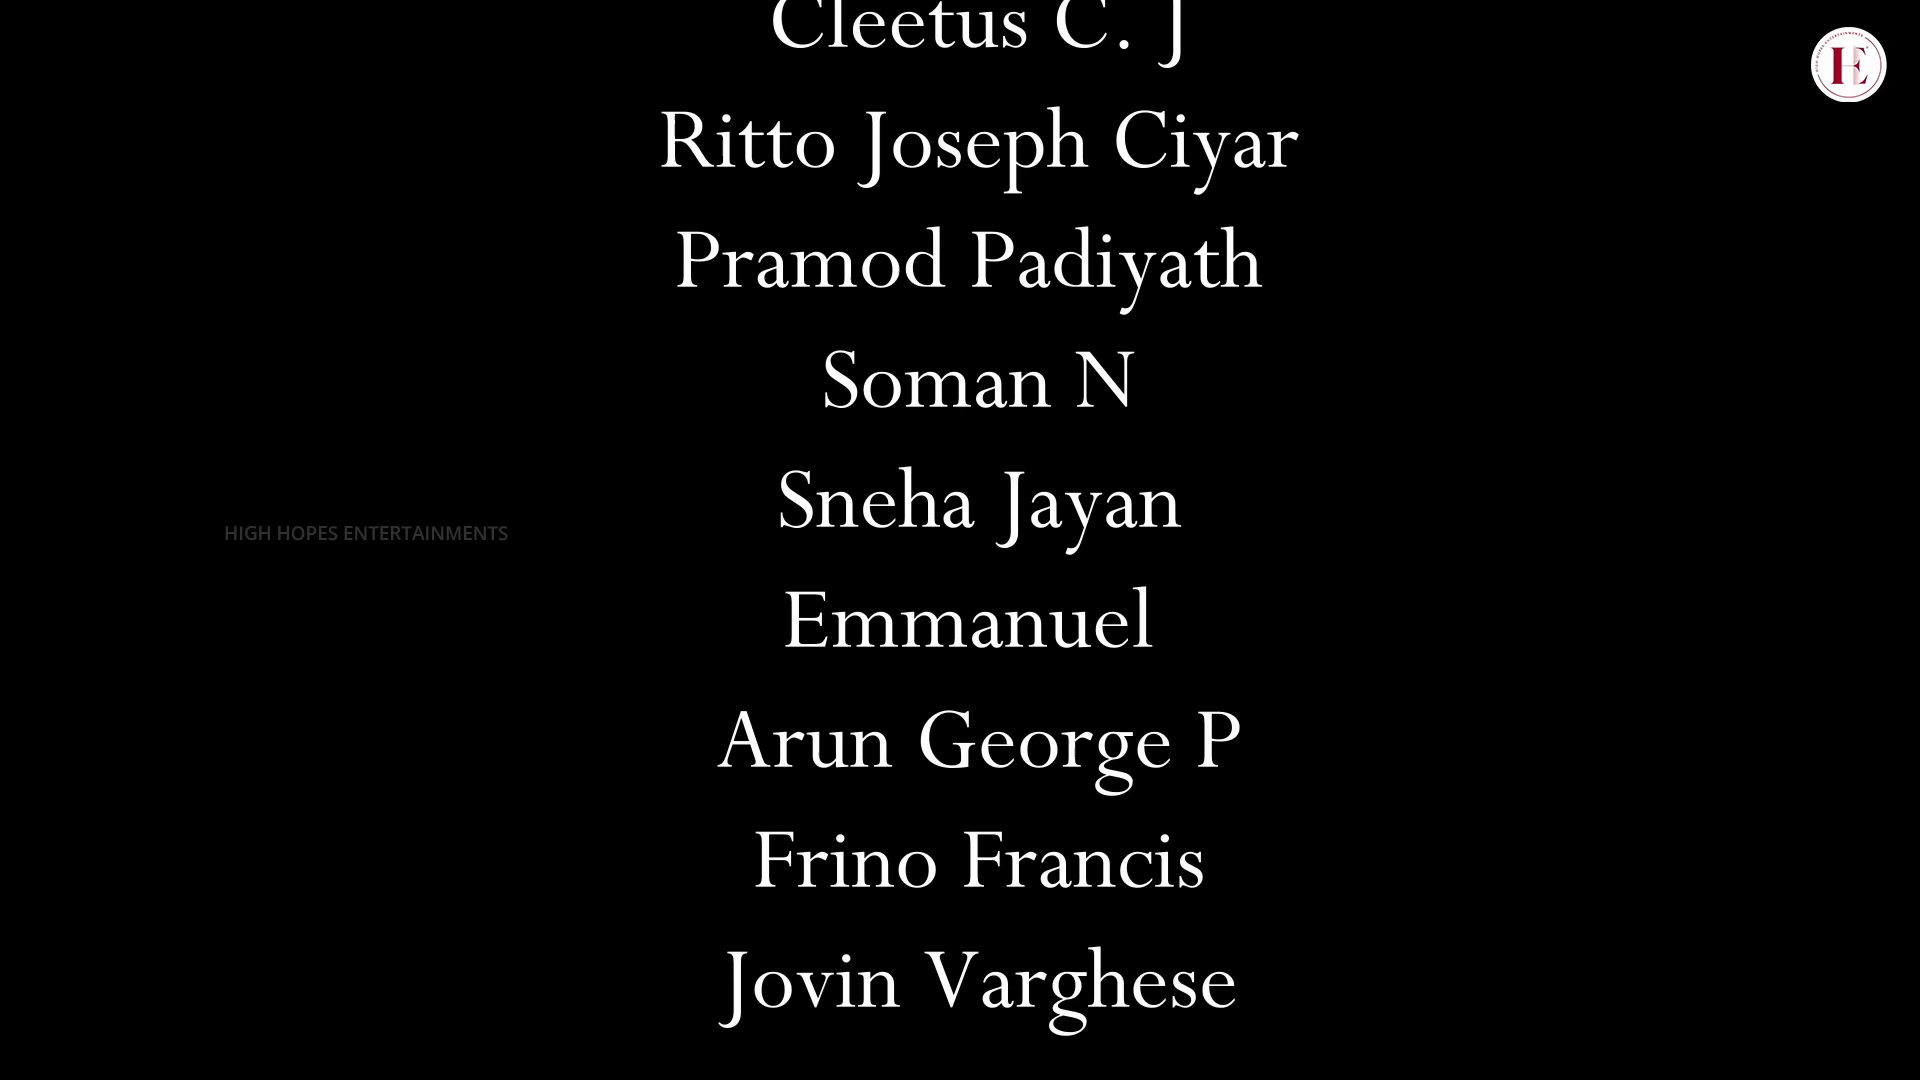 Cleetus C. J
Ritto Joseph Ciyar
Pramod Padiyath
Soman N
Sneha Jayan
HIGH HOPES ENTERTAINMENTS
Emmanuel
Arun George P
Frino Francis
Jovin Varghese
HE